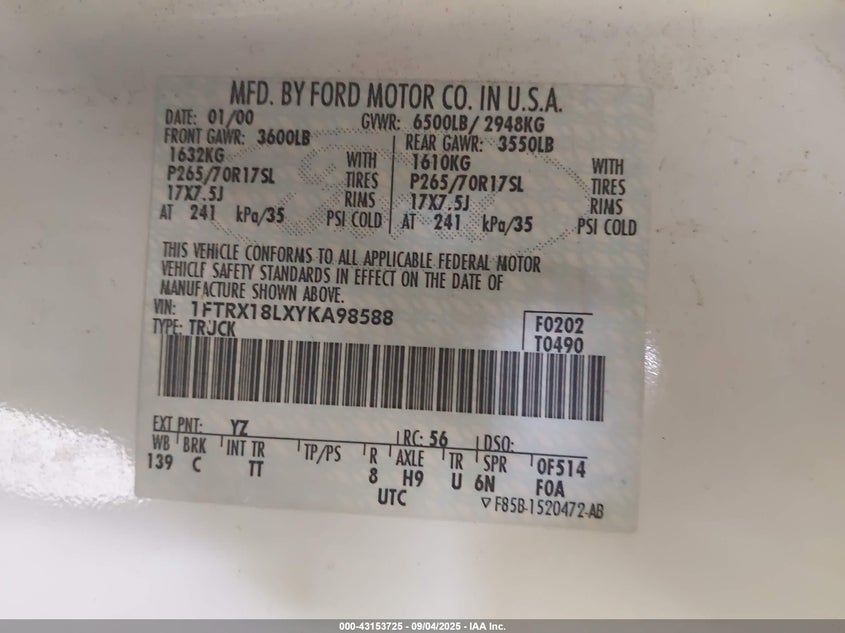 MFD. BY FORD MOTOR CO. IN U.S.A.
DATE: 01/00 GVWR: 6500LB/ 2948KG
FRONT GAWR: 3600LB REAR GAWR: 3550LB
1632KG WITH 1610KG WITH
P265/70R17SL TIRES P265/70R17SL TIRES
17X7.5J RIMS 17X7.5J RIMS
AT 241 kPa/35 PSI COLD AT 241 kPa/35 PSI COLD
THIS VEHICLE CONFORMS TO ALL APPLICABLE FEDERAL MOTOR
VEHICLE SAFETY STANDARDS IN EFFECT ON THE DATE OF
MANUFACTURE SHOWN ABOVE.
VIN: 1FTRX18LXYKA98588 F0202
TYPE: TRJCK T0490
EXT PNT: YZ RC: 56 DSO:
WB BRK INT TR TP/PS R AXLE TR SPR 0F514
139 C TT 8 H9 U 6N F0A
UTC ▽ F85B-1520472-AB
000-43153725 - 09/04/2025 - IAA Inc.